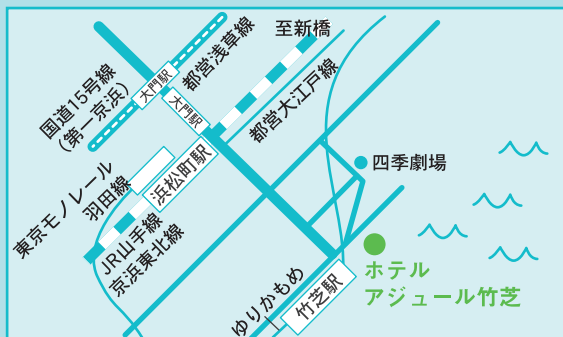 至新橋
都営浅草線
大門駅
国道15号線
(第一京浜)
大門駅
都営大江戸線
浜松町駅
東京モノレール
羽田線
JR山手線
京浜東北線
四季劇場
ホテル
アジュール竹芝
ゆりかもめ
竹芝駅